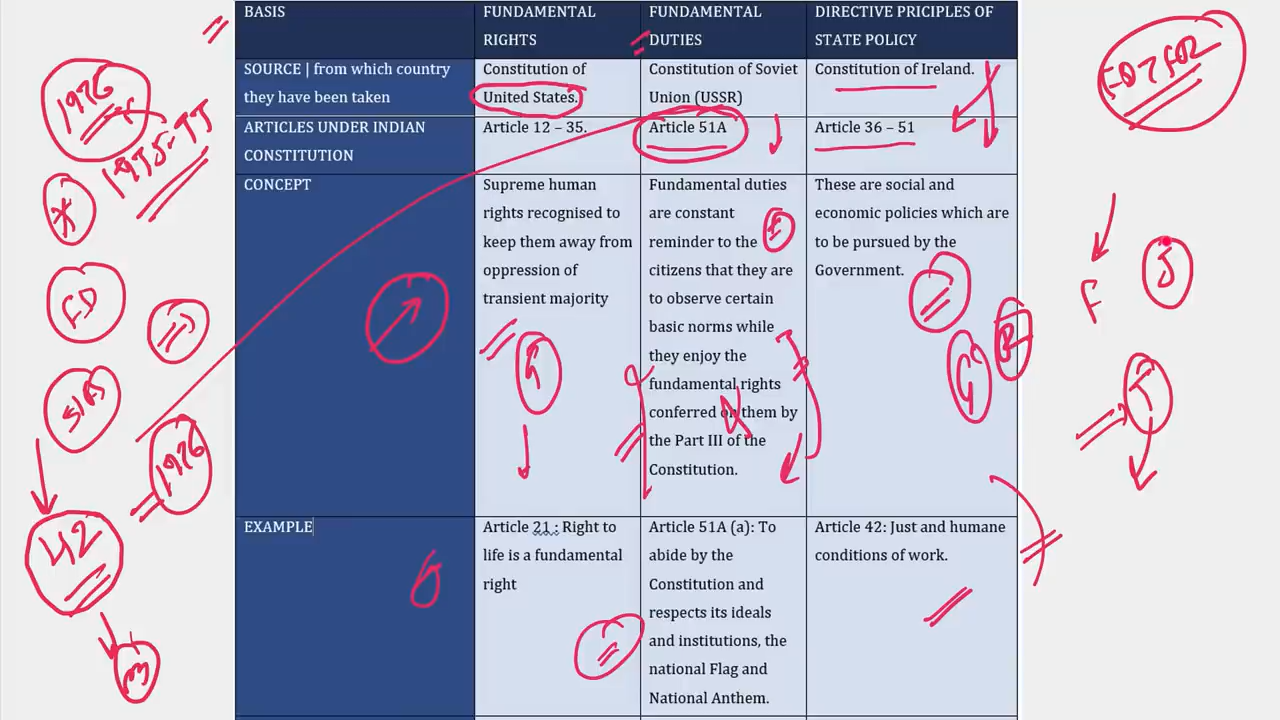 BASIS
FUNDAMENTAL
RIGHTS
FUNDAMENTAL
DUTIES
DIRECTIVE PRICIPLES OF
STATE POLICY
SOURCE | from which country
they have been taken
Constitution of
United States.
Constitution of Soviet
Union (USSR)
Constitution of Ireland.
ARTICLES UNDER INDIAN
CONSTITUTION
Article 12 – 35.
Article 51A
Article 36 – 51
CONCEPT
Supreme human
rights recognised to
keep them away from
oppression of
transient majority
Fundamental duties
are constant
reminder to the
citizens that they are
to observe certain
basic norms while
they enjoy the
fundamental rights
conferred on them by
the Part III of the
Constitution.
These are social and
economic policies which are
to be pursued by the
Government.
EXAMPLE
Article 21 : Right to
life is a fundamental
right
Article 51A (a): To
abide by the
Constitution and
respects its ideals
and institutions, the
national Flag and
National Anthem.
Article 42: Just and humane
conditions of work.
1976
FD
1976
42
F
J
T